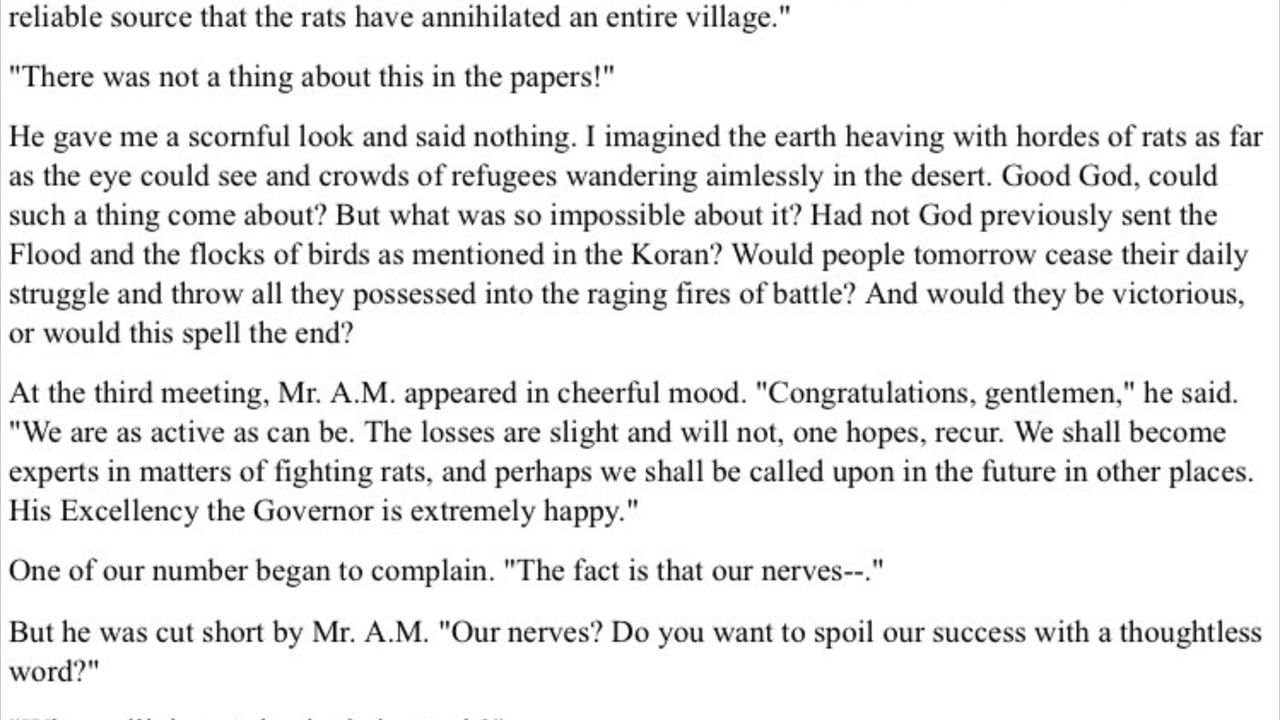 reliable source that the rats have annihilated an entire village."
"There was not a thing about this in the papers!"
He gave me a scornful look and said nothing. I imagined the earth heaving with hordes of rats as far
as the eye could see and crowds of refugees wandering aimlessly in the desert. Good God, could
such a thing come about? But what was so impossible about it? Had not God previously sent the
Flood and the flocks of birds as mentioned in the Koran? Would people tomorrow cease their daily
struggle and throw all they possessed into the raging fires of battle? And would they be victorious,
or would this spell the end?
At the third meeting, Mr. A.M. appeared in cheerful mood. "Congratulations, gentlemen," he said.
"We are as active as can be. The losses are slight and will not, one hopes, recur. We shall become
experts in matters of fighting rats, and perhaps we shall be called upon in the future in other places.
His Excellency the Governor is extremely happy."
One of our number began to complain. "The fact is that our nerves--."
But he was cut short by Mr. A.M. "Our nerves? Do you want to spoil our success with a thoughtless
word?"